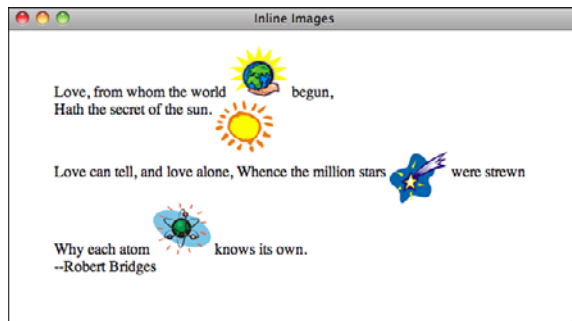 Inline Images
Love, from whom the world begun,
Hath the secret of the sun.
Love can tell, and love alone, Whence the million stars were strewn
Why each atom knows its own.
--Robert Bridges